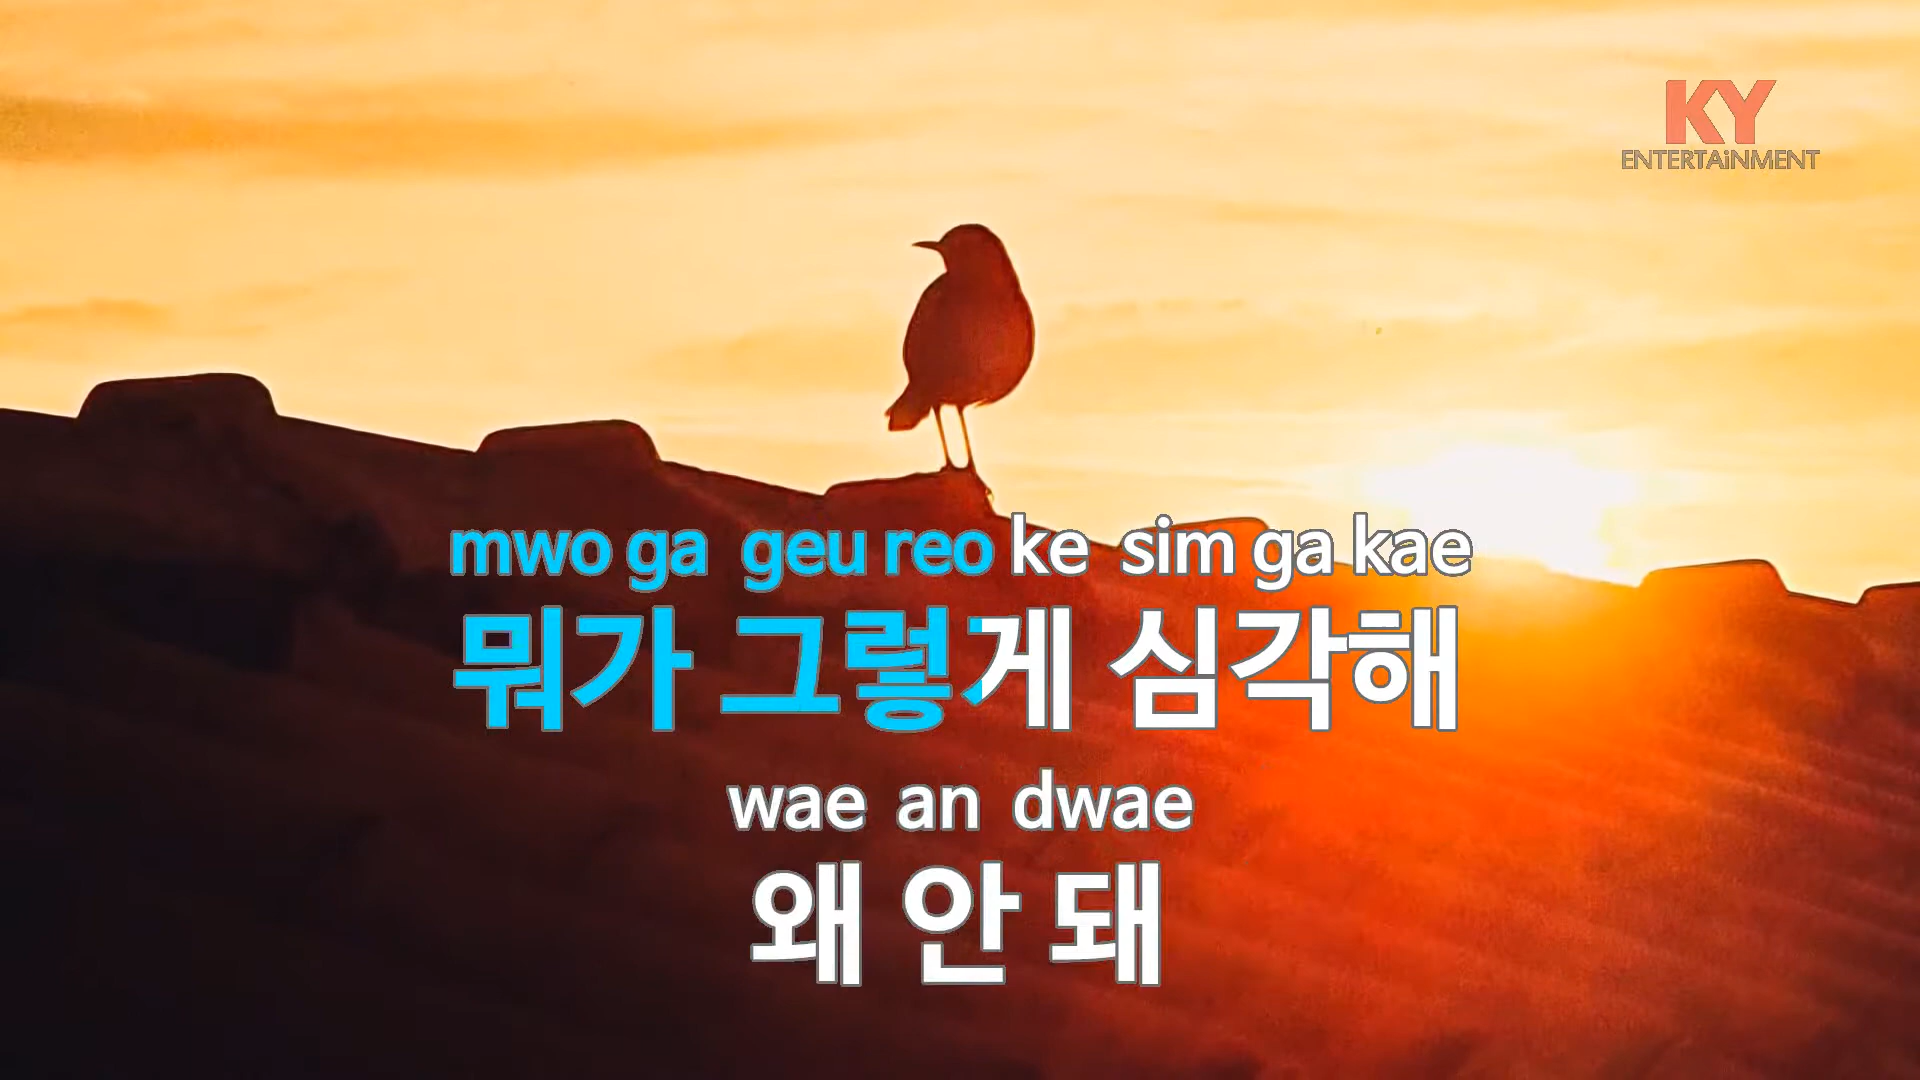 KY
ENTERTAiNMENT
mwo ga geu reo ke sim ga kae
뭐가 그렇게 심각해
wae an dwae
왜 안 돼